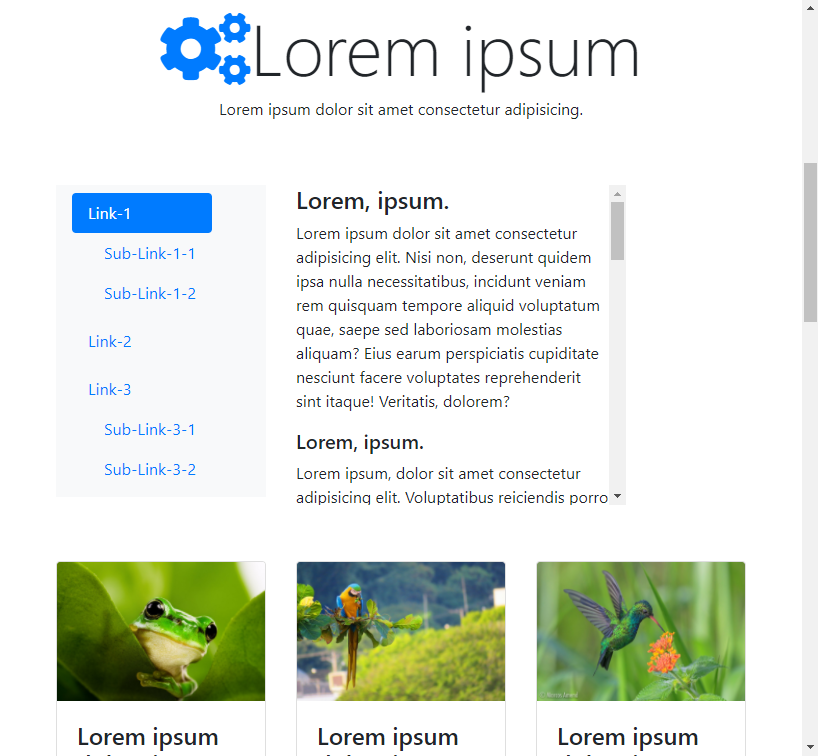 Lorem ipsum
Lorem ipsum dolor sit amet consectetur adipisicing.
Link-1
Sub-Link-1-1
Sub-Link-1-2
Link-2
Link-3
Sub-Link-3-1
Sub-Link-3-2
Lorem, ipsum.
Lorem ipsum dolor sit amet consectetur
adipisicing elit. Nisi non, deserunt quidem
ipsa nulla necessitatibus, incidunt veniam
rem quisquam tempore aliquid voluptatum
quae, saepe sed laboriosam molestias
aliquam? Eius earum perspiciatis cupiditate
nesciunt facere voluptates reprehenderit
sint itaque! Veritatis, dolorem?
Lorem, ipsum.
Lorem ipsum, dolor sit amet consectetur
adipisicing elit. Voluptatibus reiciendis porro
Lorem ipsum
Lorem ipsum
Lorem ipsum